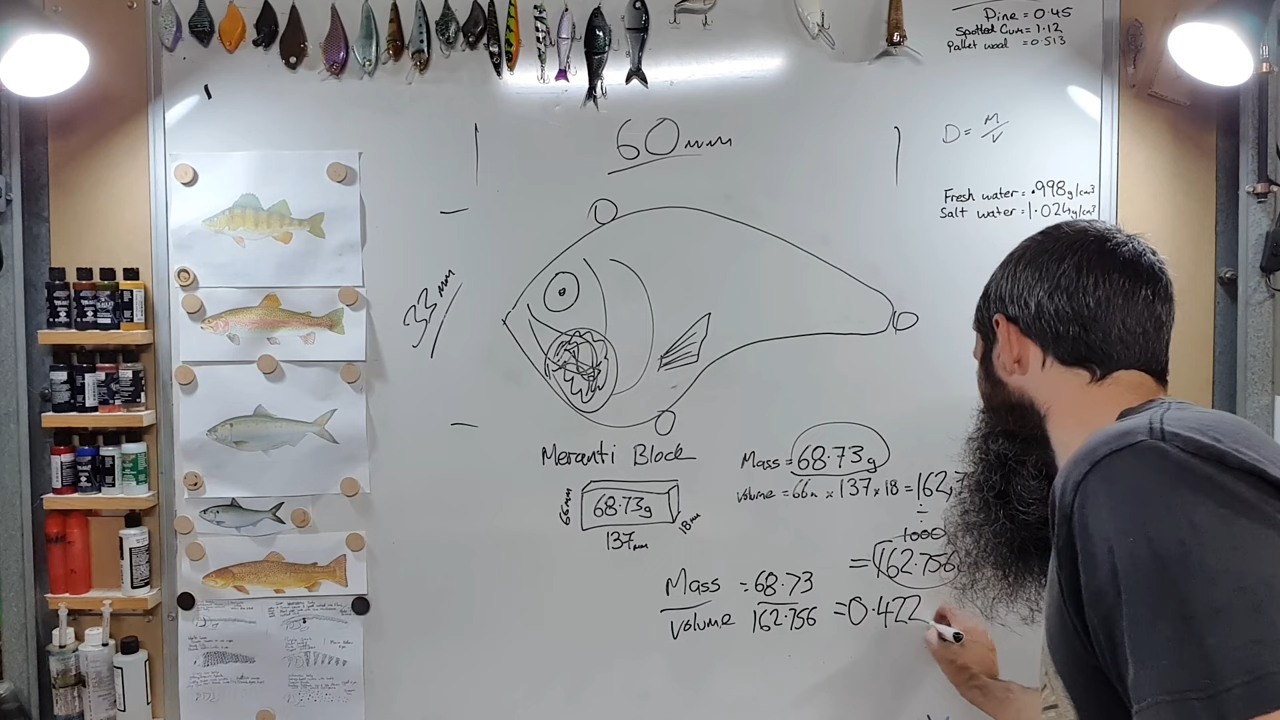 Pine = 0.45
Spotted Gum = 1.12
Pallet wood = 0.513
60mm
D = M/V
Fresh water = .998g/cm³
Salt water = 1.024g/cm³
33mm
Meranti Block
68.73g
66mm
18mm
137mm
Mass = 68.73g
volume = 66m x 137 x 18 = 162,7
÷
1000
= 162.756
Mass = 68.73
volume 162.756 = 0.422